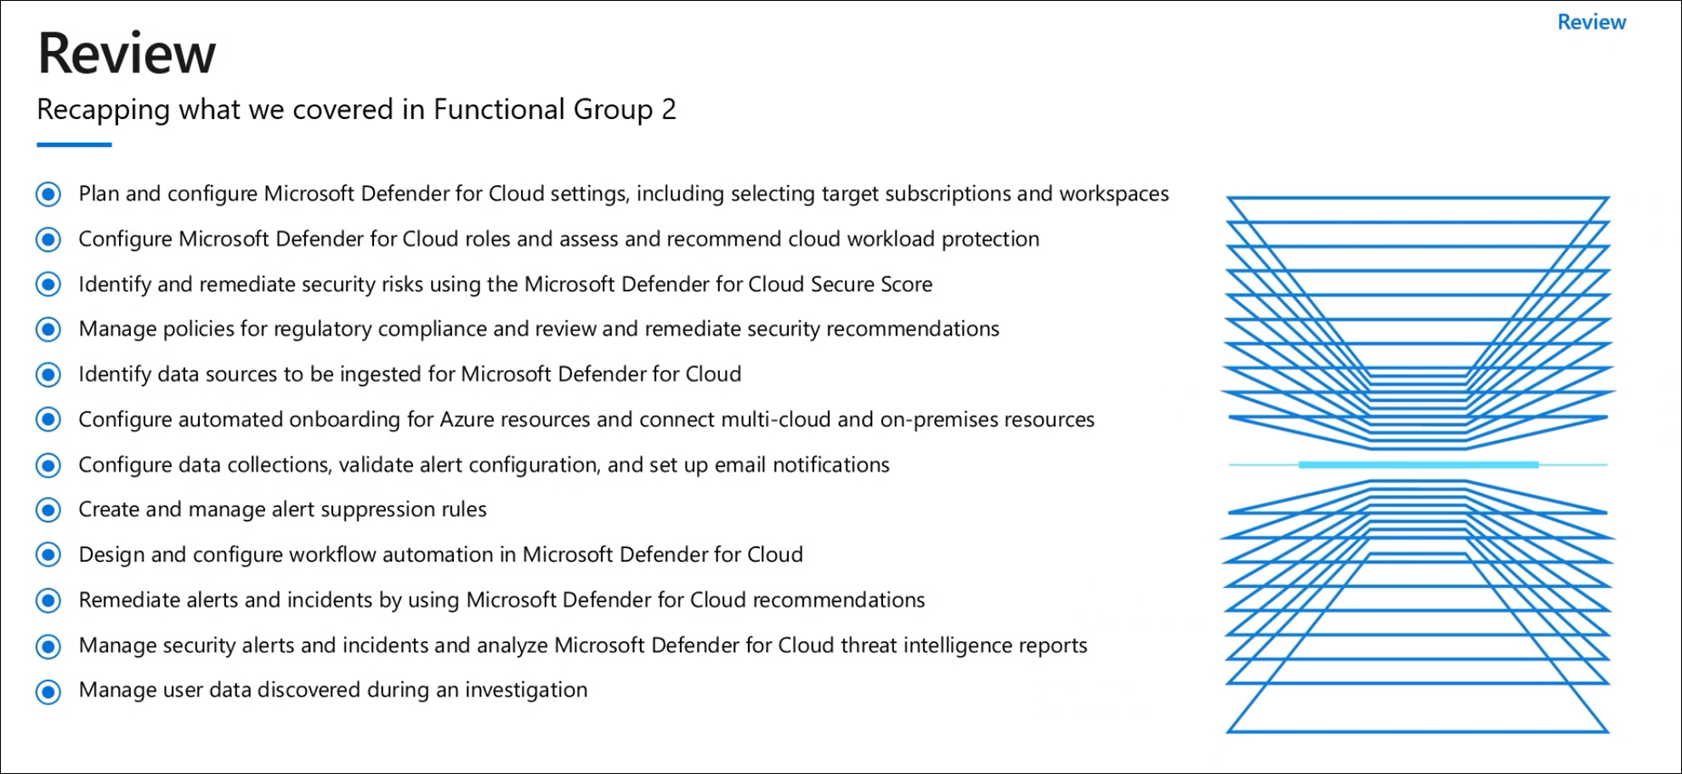 Review
Review
Recapping what we covered in Functional Group 2
Plan and configure Microsoft Defender for Cloud settings, including selecting target subscriptions and workspaces
Configure Microsoft Defender for Cloud roles and assess and recommend cloud workload protection
Identify and remediate security risks using the Microsoft Defender for Cloud Secure Score
Manage policies for regulatory compliance and review and remediate security recommendations
Identify data sources to be ingested for Microsoft Defender for Cloud
Configure automated onboarding for Azure resources and connect multi-cloud and on-premises resources
Configure data collections, validate alert configuration, and set up email notifications
Create and manage alert suppression rules
Design and configure workflow automation in Microsoft Defender for Cloud
Remediate alerts and incidents by using Microsoft Defender for Cloud recommendations
Manage security alerts and incidents and analyze Microsoft Defender for Cloud threat intelligence reports
Manage user data discovered during an investigation